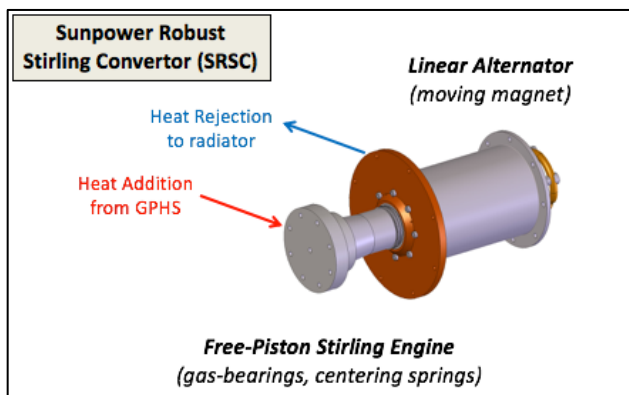 Sunpower Robust
Stirling Convertor (SRSC)
Linear Alternator
(moving magnet)
Heat Rejection
to radiator
Heat Addition
from GPHS
Free-Piston Stirling Engine
(gas-bearings, centering springs)